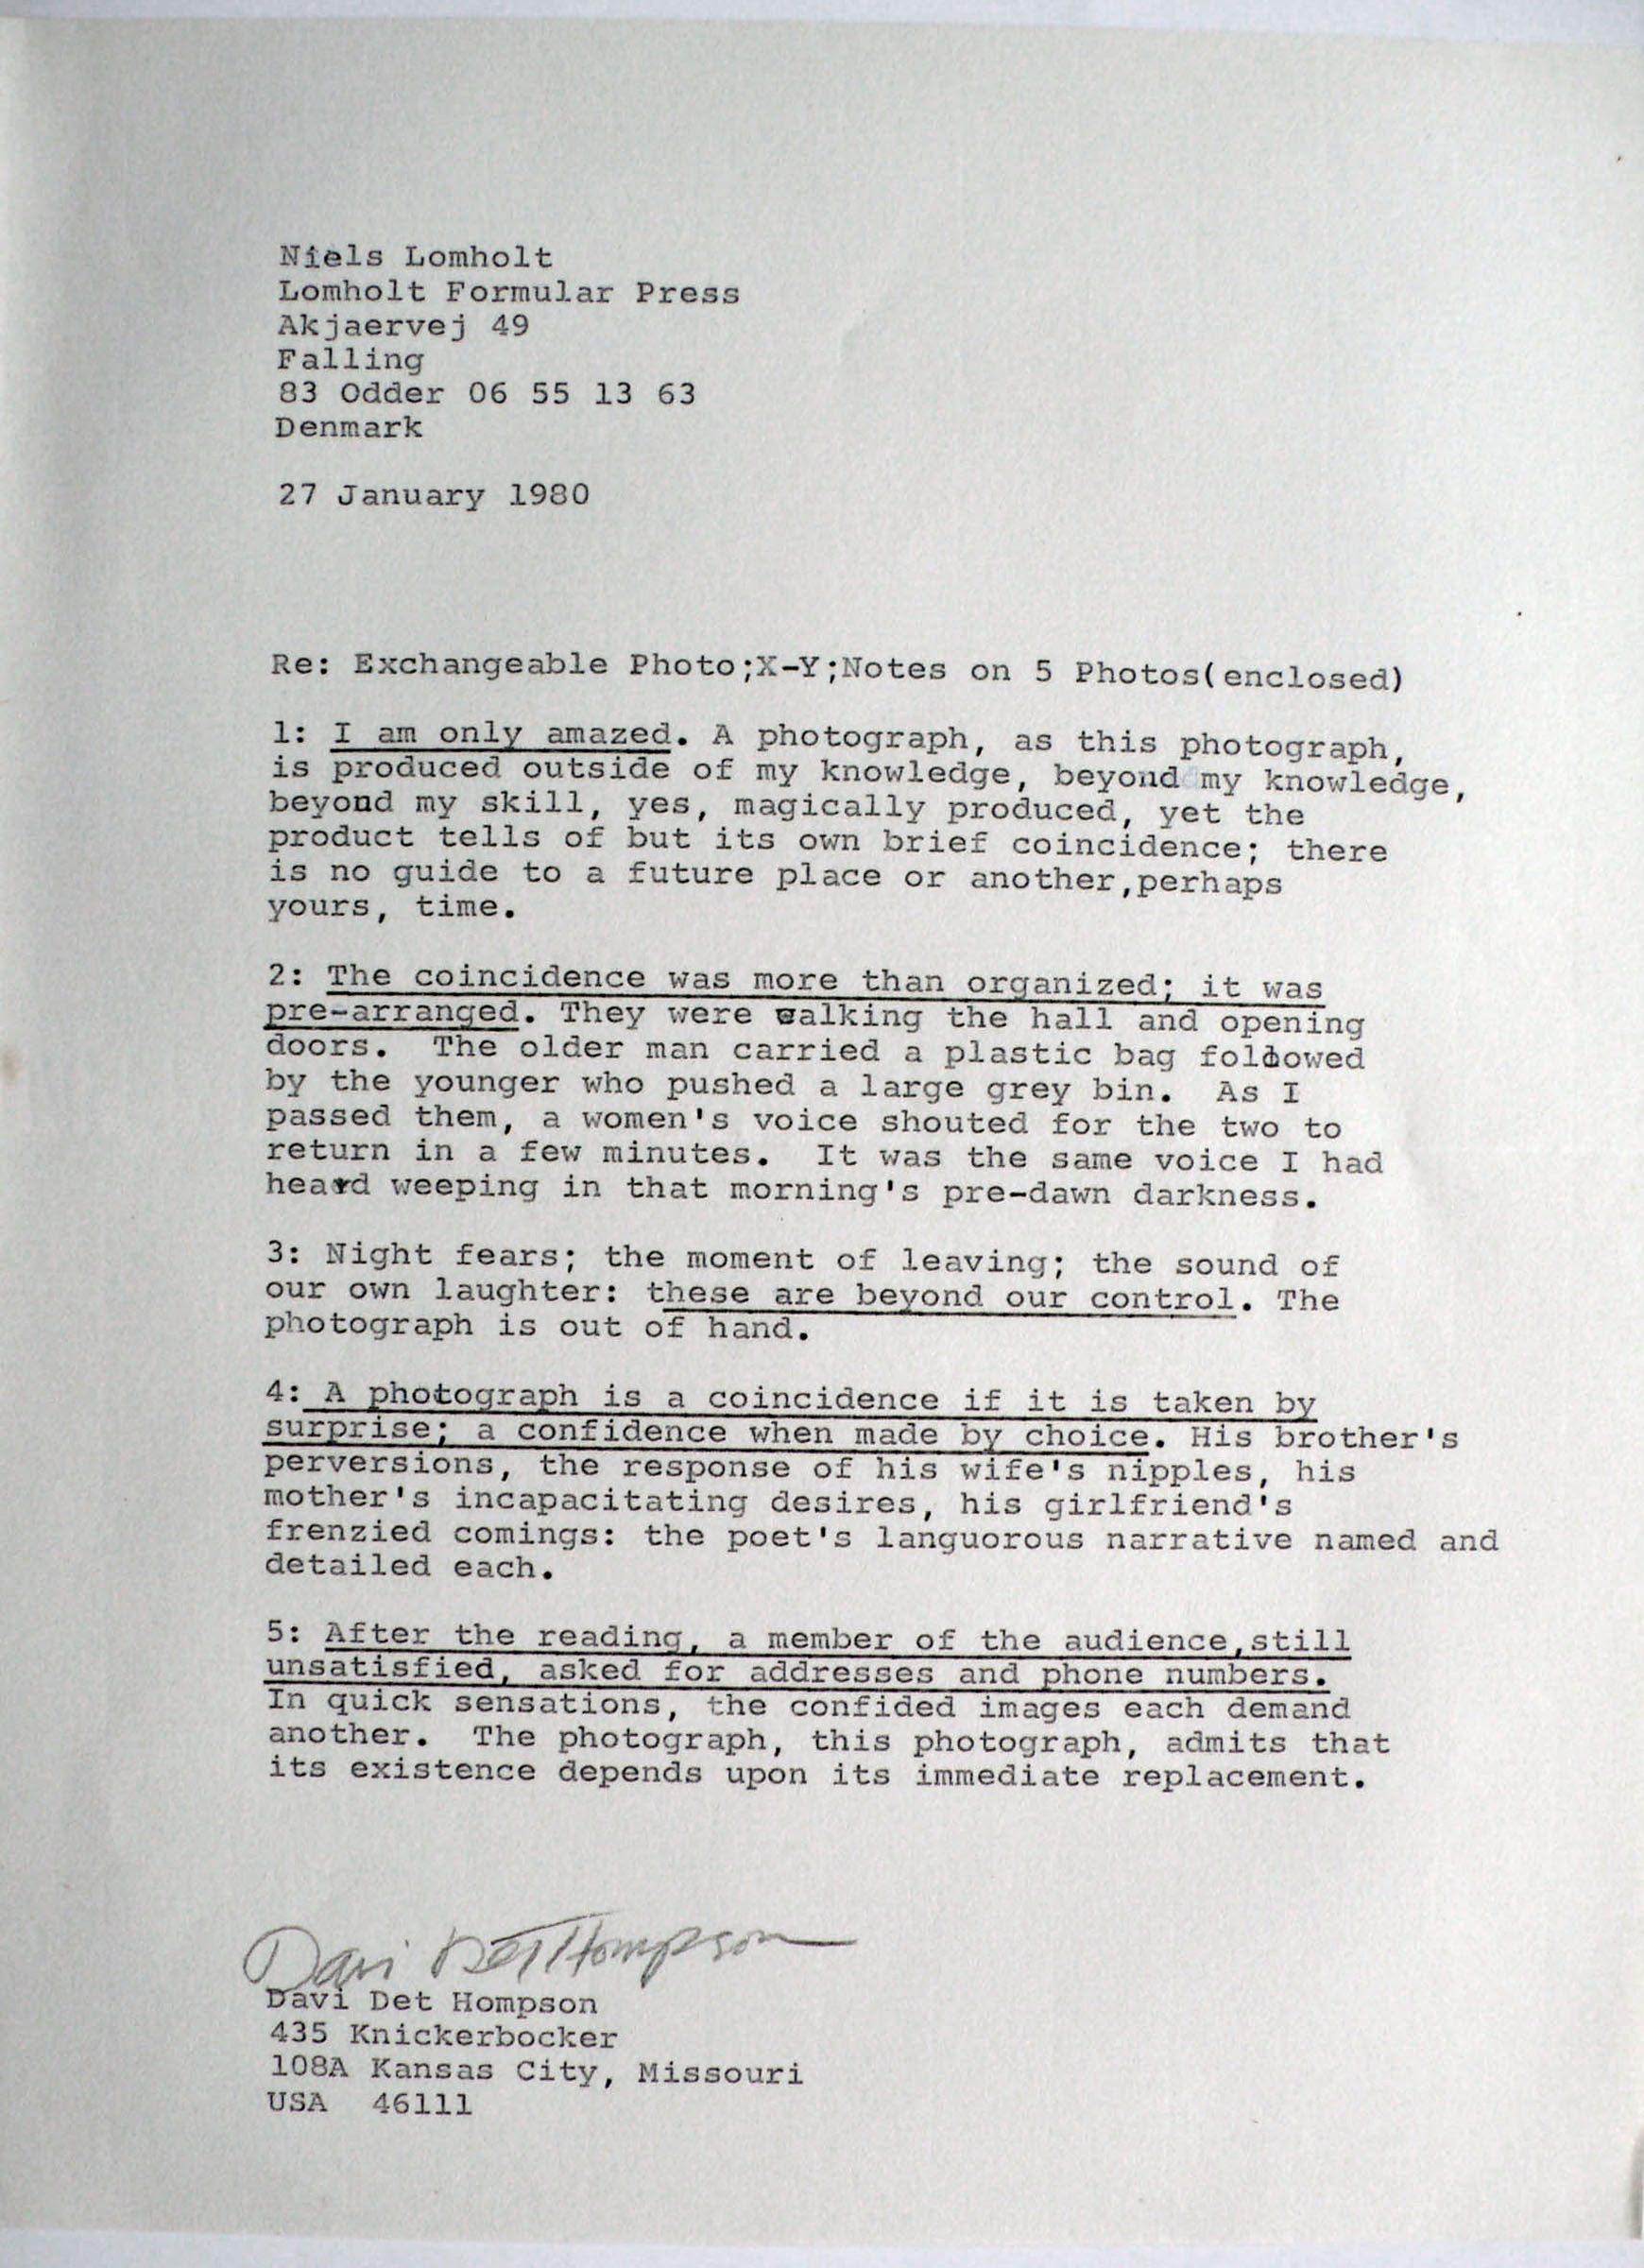 Niels Lomholt
Lomholt Formular Press
Akjaervej 49
Falling
83 Odder 06 55 13 63
Denmark
27 January 1980
Re: Exchangeable Photo;X-Y;Notes on 5 Photos(enclosed)
1: I am only amazed. A photograph, as this photograph,
is produced outside of my knowledge, beyond my knowledge,
beyond my skill, yes, magically produced, yet the
product tells of but its own brief coincidence; there
is no guide to a future place or another,perhaps
yours, time.
2: The coincidence was more than organized; it was
pre-arranged. They were walking the hall and opening
doors.  The older man carried a plastic bag followed
by the younger who pushed a large grey bin.  As I
passed them, a women's voice shouted for the two to
return in a few minutes.  It was the same voice I had
heard weeping in that morning's pre-dawn darkness.
3: Night fears; the moment of leaving; the sound of
our own laughter: these are beyond our control. The
photograph is out of hand.
4: A photograph is a coincidence if it is taken by
surprise; a confidence when made by choice. His brother's
perversions, the response of his wife's nipples, his
mother's incapacitating desires, his girlfriend's
frenzied comings: the poet's languorous narrative named and
detailed each.
5: After the reading, a member of the audience,still
unsatisfied, asked for addresses and phone numbers.
In quick sensations, the confided images each demand
another.  The photograph, this photograph, admits that
its existence depends upon its immediate replacement.
Davi Det Hompson
Davi Det Hompson
435 Knickerbocker
108A Kansas City, Missouri
USA  46111